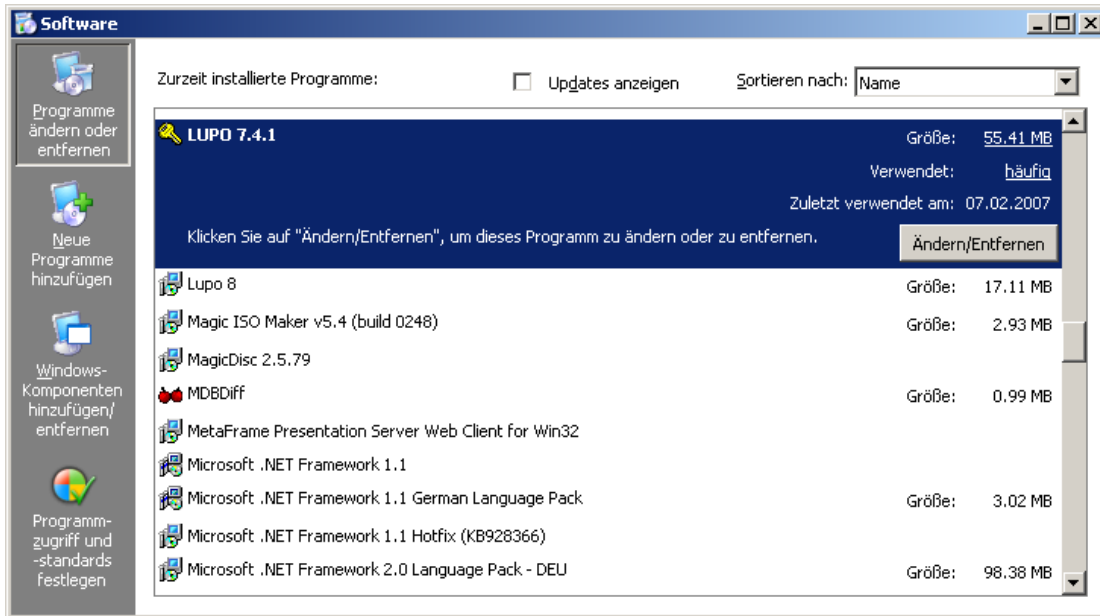 Software
Programme
ändern oder
entfernen
Neue
Programme
hinzufügen
Windows-
Komponenten
hinzufügen/
entfernen
Programm-
zugriff und
-standards
festlegen
Zurzeit installierte Programme: Updates anzeigen Sortieren nach: Name
LUPO 7.4.1 Größe: 55.41 MB
Verwendet: häufig
Zuletzt verwendet am: 07.02.2007
Klicken Sie auf "Ändern/Entfernen", um dieses Programm zu ändern oder zu entfernen. Ändern/Entfernen
Lupo 8 Größe: 17.11 MB
Magic ISO Maker v5.4 (build 0248) Größe: 2.93 MB
MagicDisc 2.5.79
MDBDiff Größe: 0.99 MB
MetaFrame Presentation Server Web Client for Win32
Microsoft .NET Framework 1.1
Microsoft .NET Framework 1.1 German Language Pack Größe: 3.02 MB
Microsoft .NET Framework 1.1 Hotfix (KB928366)
Microsoft .NET Framework 2.0 Language Pack - DEU Größe: 98.38 MB